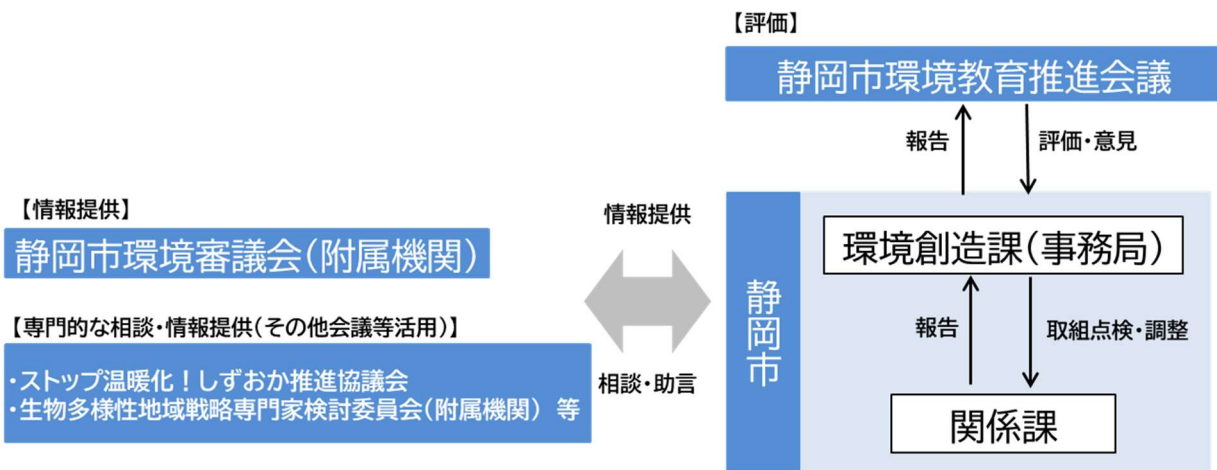 【評価】
静岡市環境教育推進会議
報告
評価・意見
【情報提供】
静岡市環境審議会(附属機関)
【専門的な相談・情報提供(その他会議等活用)】
・ストップ温暖化！しずおか推進協議会
・生物多様性地域戦略専門家検討委員会(附属機関) 等
情報提供
相談・助言
静岡市
環境創造課(事務局)
報告
取組点検・調整
関係課